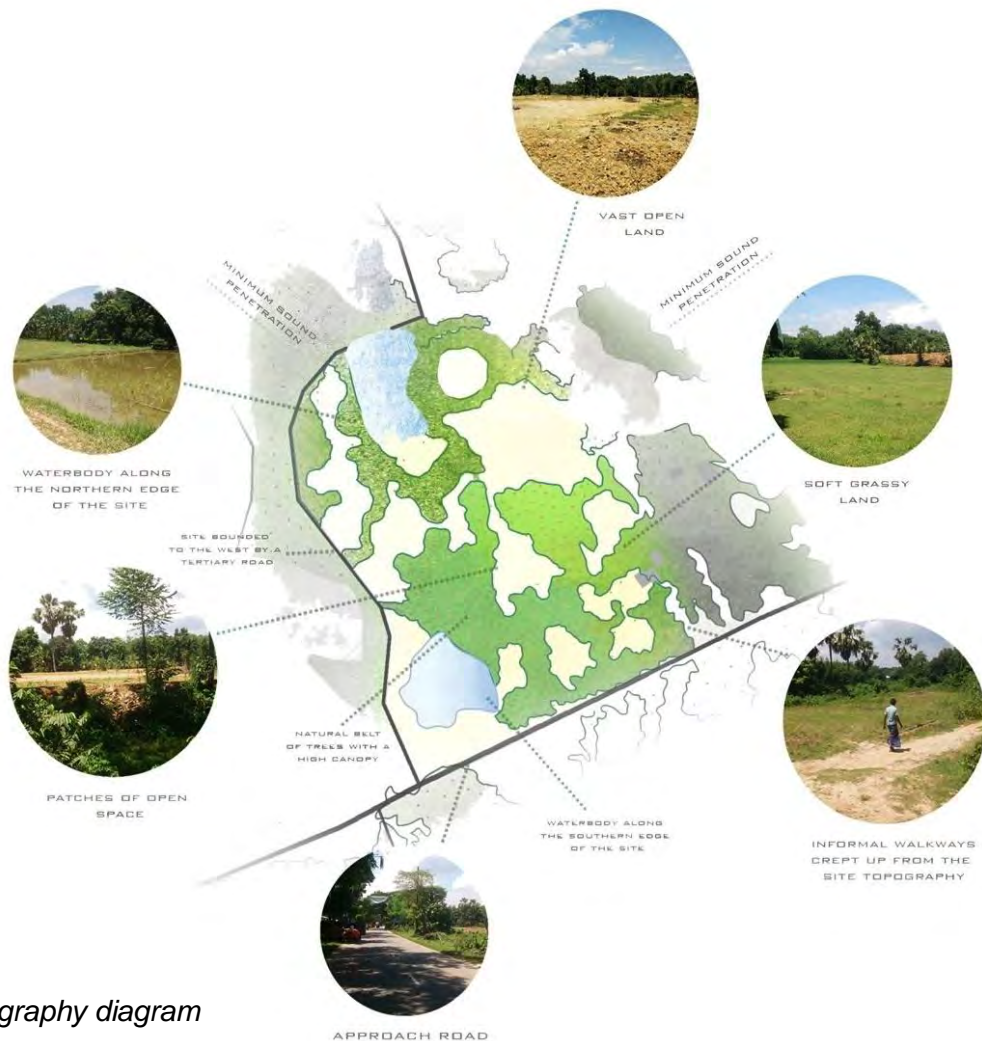 VAST OPEN
LAND
MINIMUM SOUND
PENETRATION
MINIMUM SOUND
PENETRATION
WATERBODY ALONG
THE NORTHERN EDGE
OF THE SITE
SOFT GRASSY
LAND
SITE BOUNDED
TO THE WEST BY A
TERTIARY ROAD
PATCHES OF OPEN
SPACE
NATURAL BELT
OF TREES WITH A
HIGH CANOPY
WATERBODY ALONG
THE SOUTHERN EDGE
OF THE SITE
INFORMAL WALKWAYS
CREPT UP FROM THE
SITE TOPOGRAPHY
APPROACH ROAD
graphy diagram